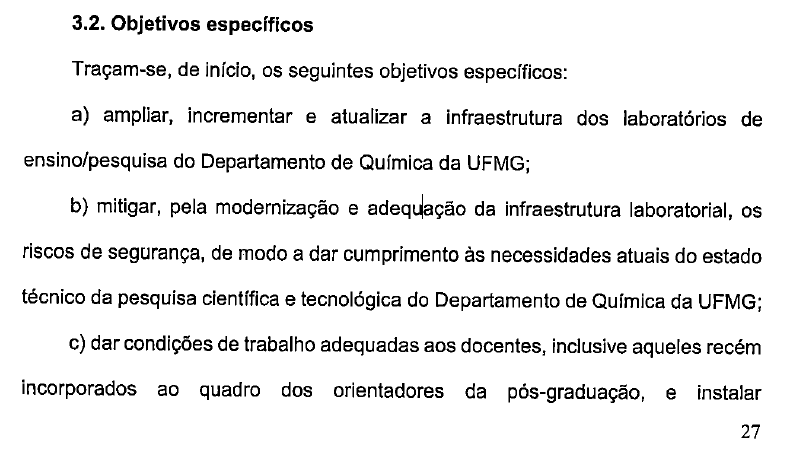 3.2. Objetivos específicos
Traçam-se, de início, os seguintes objetivos específicos:
a) ampliar, incrementar e atualizar a infraestrutura dos laboratórios de
ensino/pesquisa do Departamento de Química da UFMG;
b) mitigar, pela modernização e adequação da infraestrutura laboratorial, os
riscos de segurança, de modo a dar cumprimento às necessidades atuais do estado
técnico da pesquisa científica e tecnológica do Departamento de Química da UFMG;
c) dar condições de trabalho adequadas aos docentes, inclusive aqueles recém
incorporados ao quadro dos orientadores da pós-graduação, e instalar
27